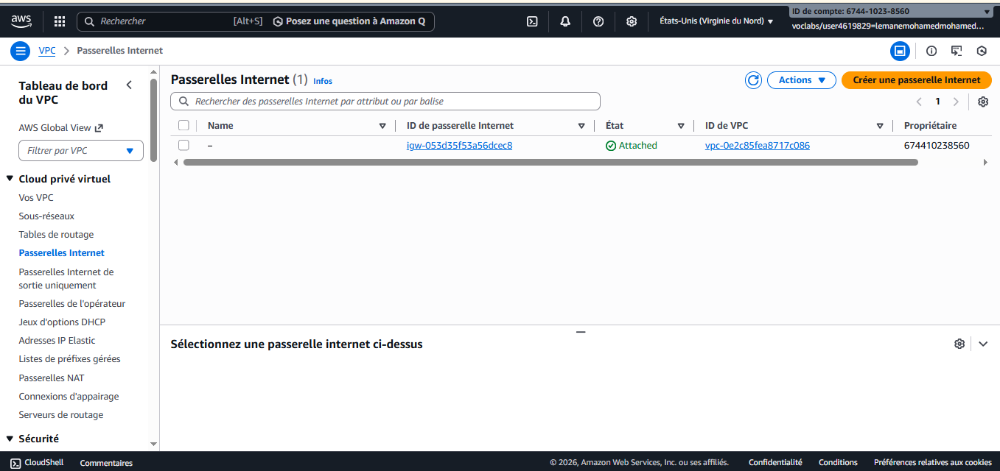 aws
Rechercher [Alt+S] Posez une question à Amazon Q
États-Unis (Virginie du Nord)
ID de compte: 6744-1023-8560
voclabs/user4619829=lemanemohamedmohamed...
VPC > Passerelles Internet
Tableau de bord
du VPC
AWS Global View
Filtrer par VPC
Cloud privé virtuel
Vos VPC
Sous-réseaux
Tables de routage
Passerelles Internet
Passerelles Internet de
sortie uniquement
Passerelles de l'opérateur
Jeux d'options DHCP
Adresses IP Elastic
Listes de préfixes gérées
Passerelles NAT
Connexions d'appairage
Serveurs de routage
Sécurité
Passerelles Internet (1) Infos
Actions
Créer une passerelle Internet
Rechercher des passerelles Internet par attribut ou par balise
1
Name ID de passerelle Internet État ID de VPC Propriétaire
– igw-053d35f53a56dcec8 Attached vpc-0e2c85fea8717c086 674410238560
Sélectionnez une passerelle internet ci-dessus
CloudShell Commentaires © 2026, Amazon Web Services, Inc. ou ses affiliés. Confidentialité Conditions Préférences relatives aux cookies